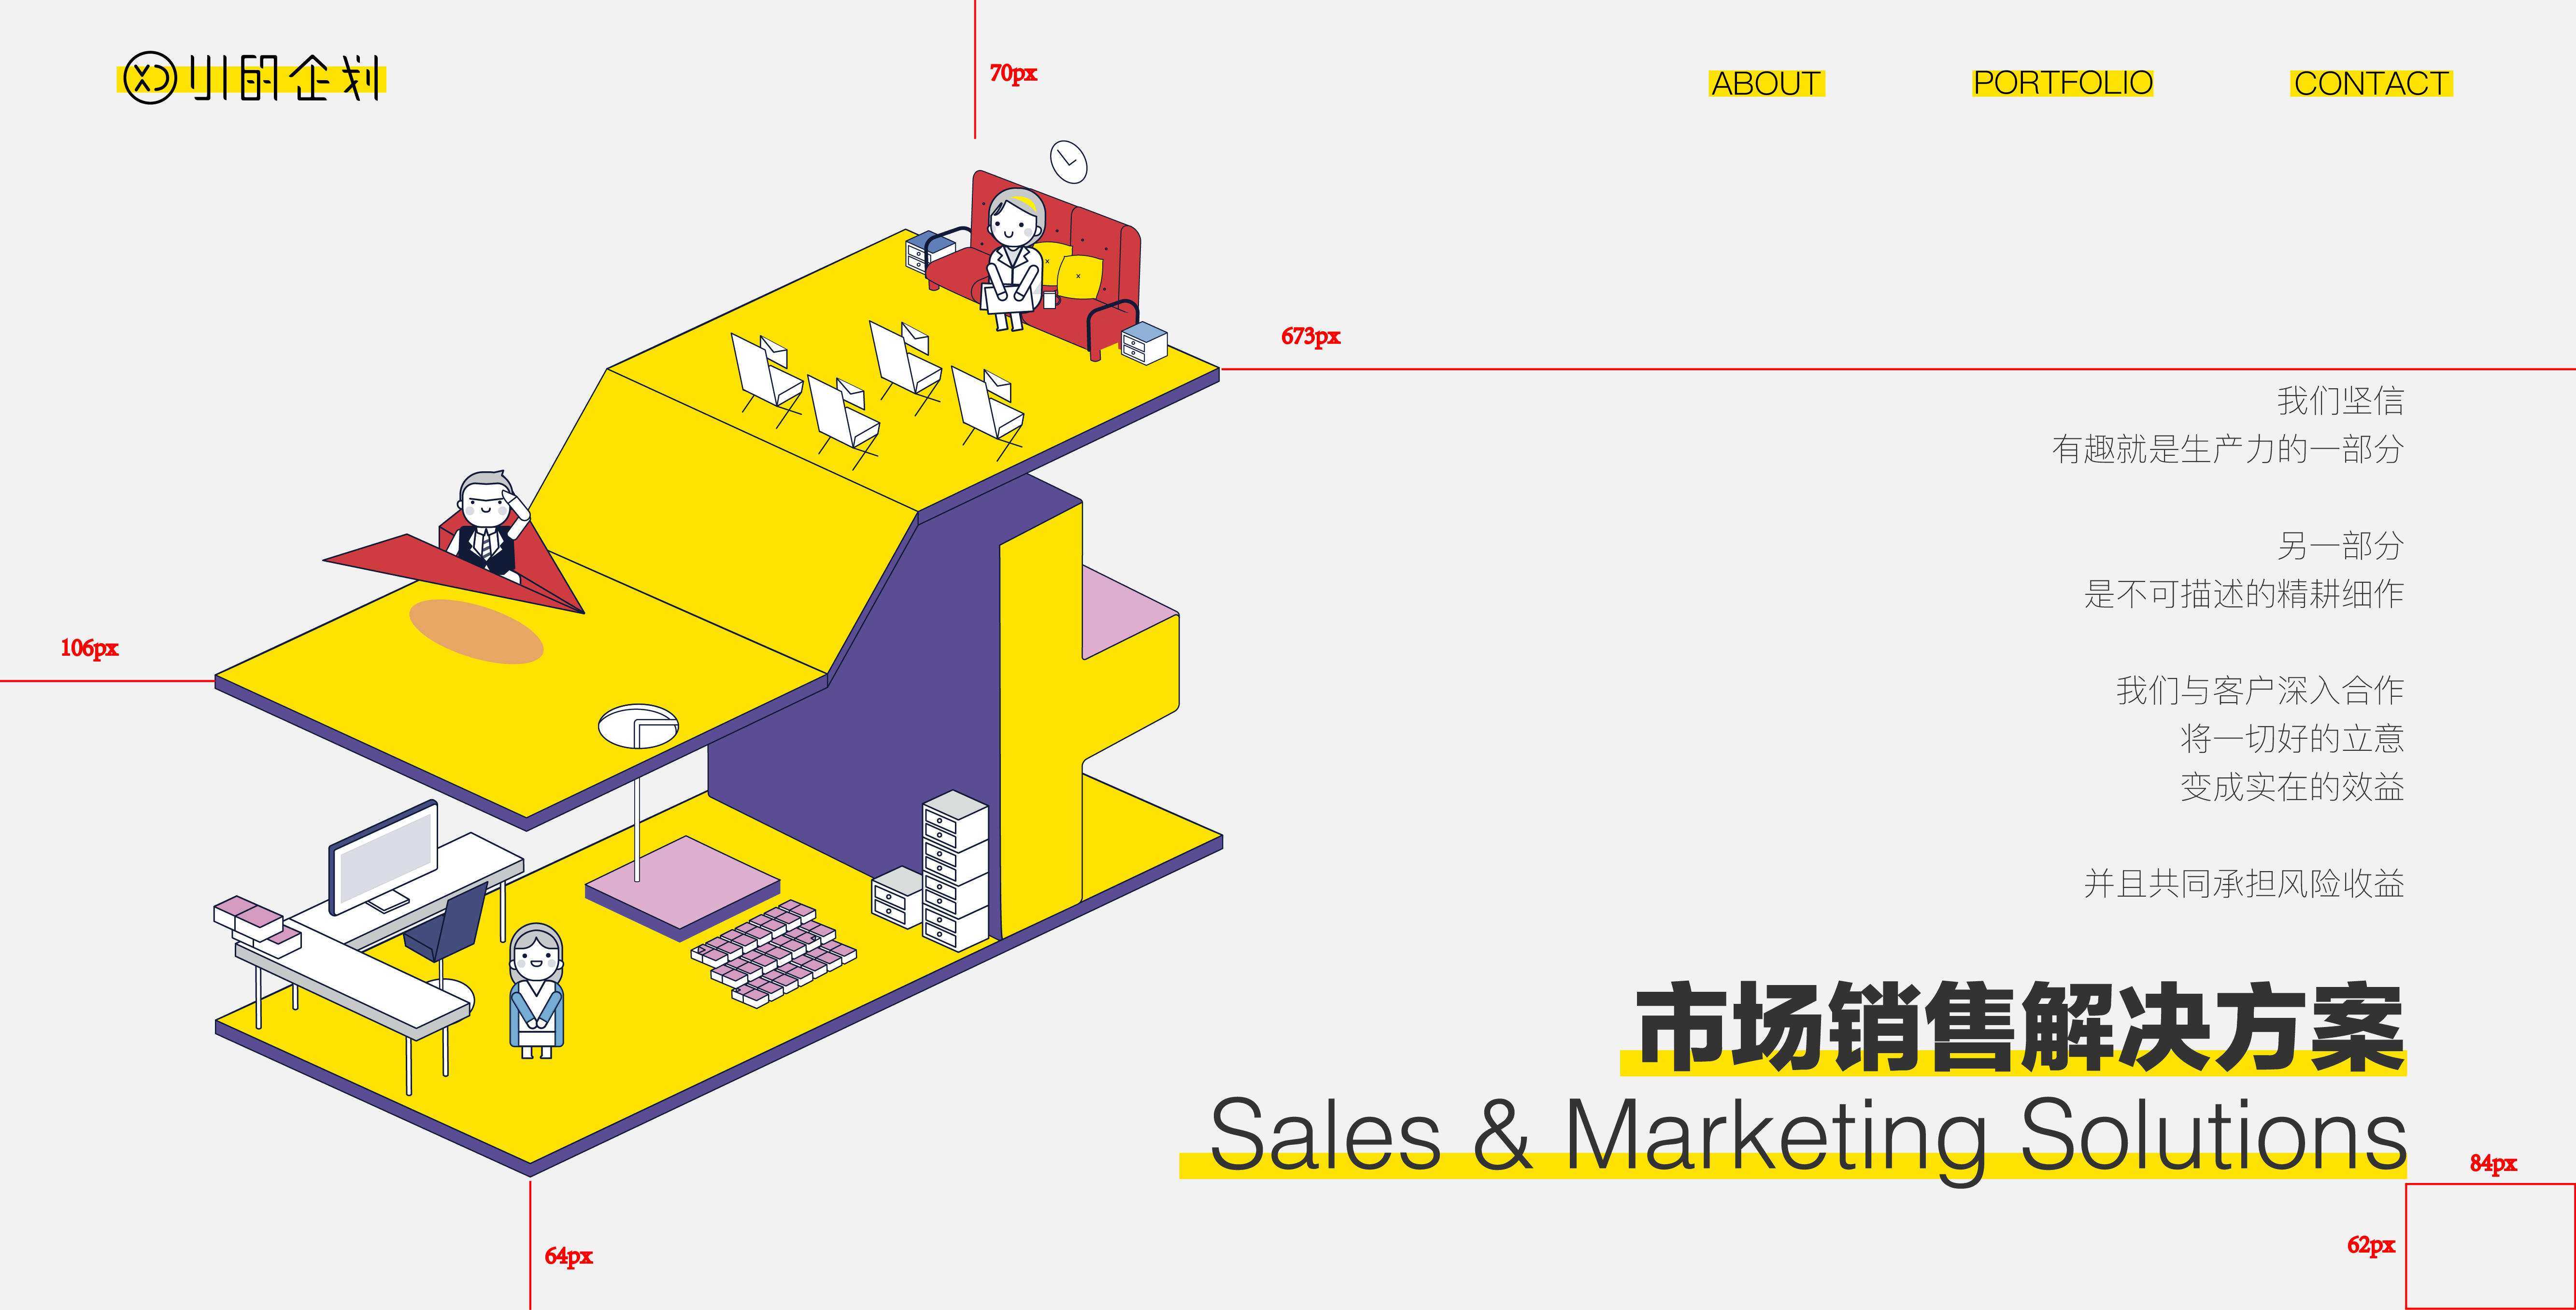 XD小的企划
ABOUT
PORTFOLIO
CONTACT
70px
673px
我们坚信
有趣就是生产力的一部分
另一部分
是不可描述的精耕细作
106px
我们与客户深入合作
将一切好的立意
变成实在的效益
并且共同承担风险收益
市场销售解决方案
Sales & Marketing Solutions
84px
62px
64px